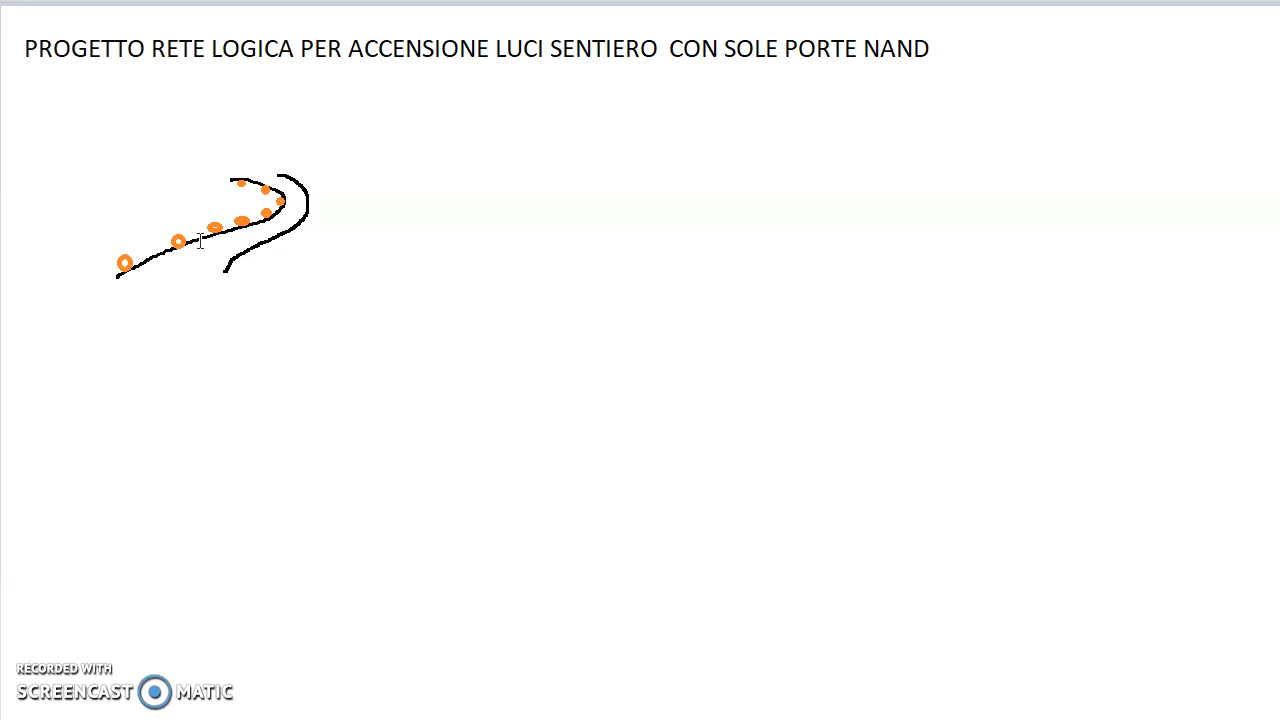 PROGETTO RETE LOGICA PER ACCENSIONE LUCI SENTIERO CON SOLE PORTE NAND
RECORDED WITH
SCREENCAST MATIC